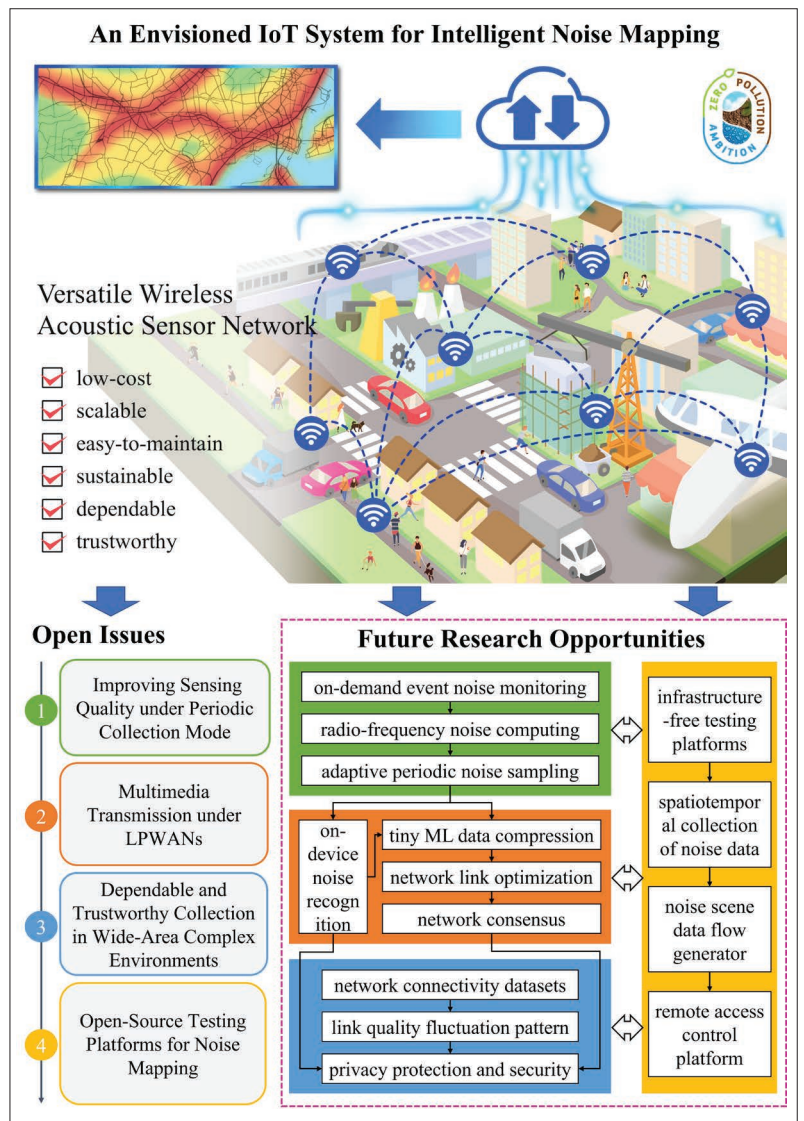 An Envisioned IoT System for Intelligent Noise Mapping
ZERO POLLUTION AMBITION
Versatile Wireless
Acoustic Sensor Network
low-cost
scalable
easy-to-maintain
sustainable
dependable
trustworthy
Open Issues
1
Improving Sensing
Quality under Periodic
Collection Mode
2
Multimedia
Transmission under
LPWANs
3
Dependable and
Trustworthy Collection
in Wide-Area Complex
Environments
4
Open-Source Testing
Platforms for Noise
Mapping
Future Research Opportunities
on-demand event noise monitoring
radio-frequency noise computing
adaptive periodic noise sampling
on-
device
noise
recogn
ition
tiny ML data compression
network link optimization
network consensus
network connectivity datasets
link quality fluctuation pattern
privacy protection and security
infrastructure
-free testing
platforms
spatiotempor
al collection
of noise data
noise scene
data flow
generator
remote access
control
platform